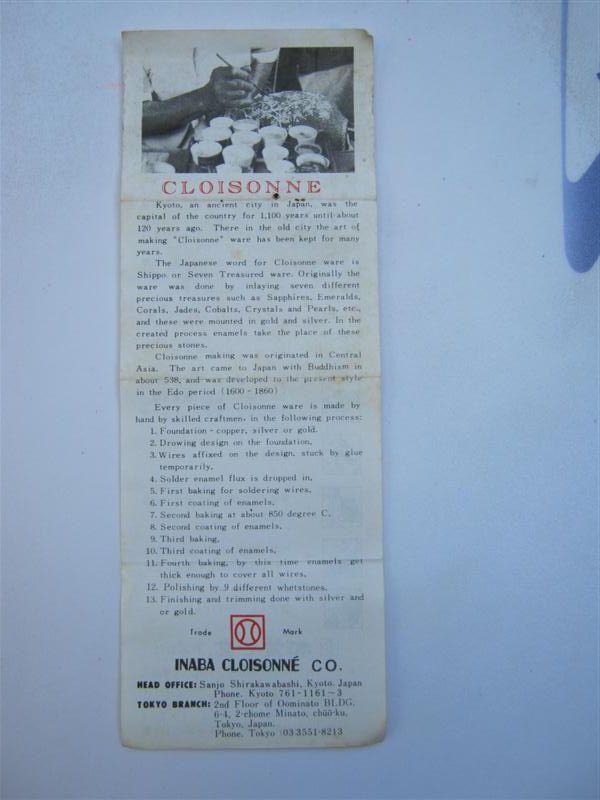 CLOISONNE
Kyoto, an ancient city in Japan, was the
capital of the country for 1,100 years until about
120 years ago. There in the old city the art of
making "Cloisonne" ware has been kept for many
years.
The Japanese word for Cloisonne ware is
Shippo or Seven Treasured ware. Originally the
ware was done by inlaying seven different
precious treasures such as Sapphires, Emeralds,
Corals, Jades, Cobalts, Crystals and Pearls, etc.,
and these were mounted in gold and silver. In the
created process enamels take the place of these
precious stones.
Cloisonne making was originated in Central
Asia. The art came to Japan with Buddhism in
about 538, and was developed to the present style
in the Edo period (1600 - 1860)
Every piece of Cloisonne ware is made by
hand by skilled craftmen, in the following process:
1. Foundation - copper, silver or gold.
2. Drowing design on the foundation,
3. Wires affixed on the design, stuck by glue
temporarily,
4. Solder enamel flux is dropped in,
5. First baking for soldering wires,
6. First coating of enamels,
7. Second baking at about 850 degree C,
8. Second coating of enamels,
9. Third baking,
10. Third coating of enamels,
11. Fourth baking, by this time enamels get
thick enough to cover all wires,
12. Polishing by 9 different whetstones,
13. Finishing and trimming done with silver and
or gold.
Trade Mark
INABA CLOISONNÉ CO.
HEAD OFFICE: Sanjo Shirakawabashi, Kyoto. Japan
Phone. Kyoto 761-1161~3
TOKYO BRANCH: 2nd Floor of Oominato BLDG.
6-4, 2-chome Minato, chūō-ku,
Tokyo, Japan.
Phone. Tokyo (03 3551-8213